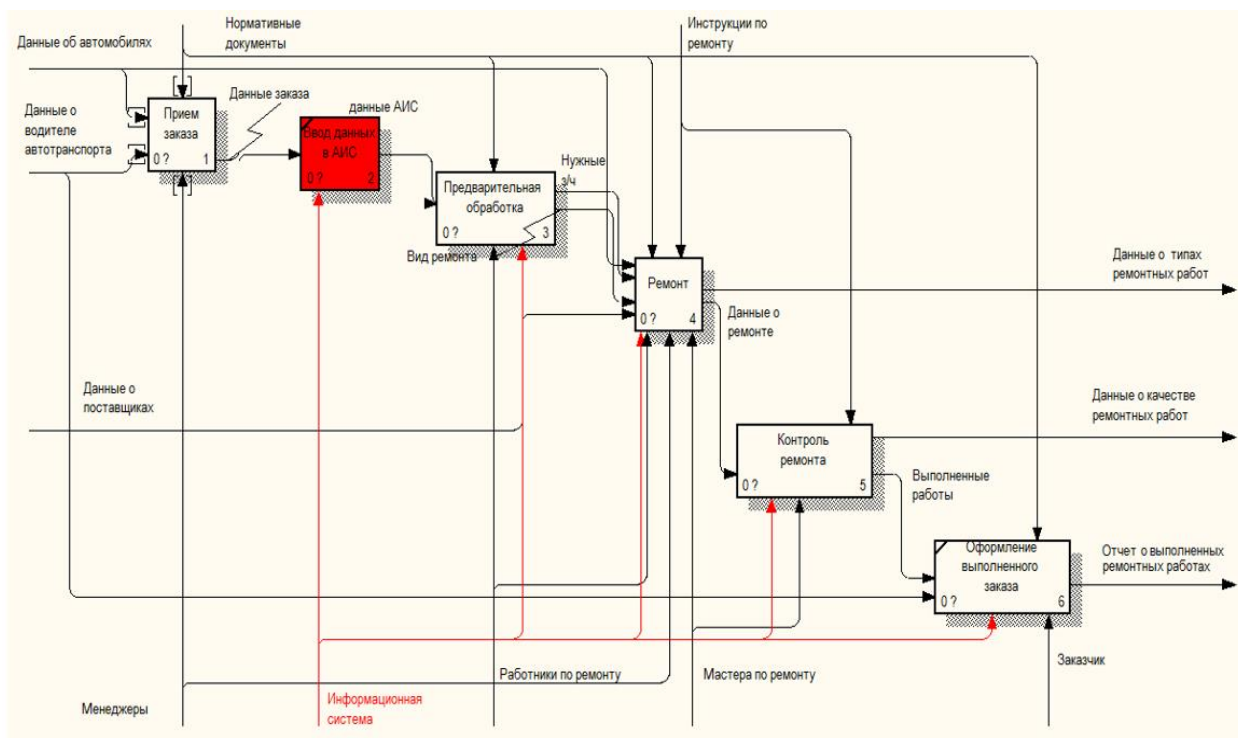 Нормативные
документы
Инструкции по
ремонту
Данные об автомобилях
Данные о
водителе
автотранспорта
Прием
заказа
0 ?
1
Данные заказа
данные АИС
Ввод данных
в АИС
0 ?
2
Предварительная
обработка
0 ?
3
Нужные
з/ч
Вид ремонта
Ремонт
0 ?
4
Данные о типах
ремонтных работ
Данные о
ремонте
Данные о
поставщиках
Данные о качестве
ремонтных работ
Контроль
ремонта
0 ?
5
Выполненные
работы
Оформление
выполненного
заказа
0 ?
6
Отчет о выполненных
ремонтных работах
Заказчик
Работники по ремонту
Мастера по ремонту
Информационная
система
Менеджеры